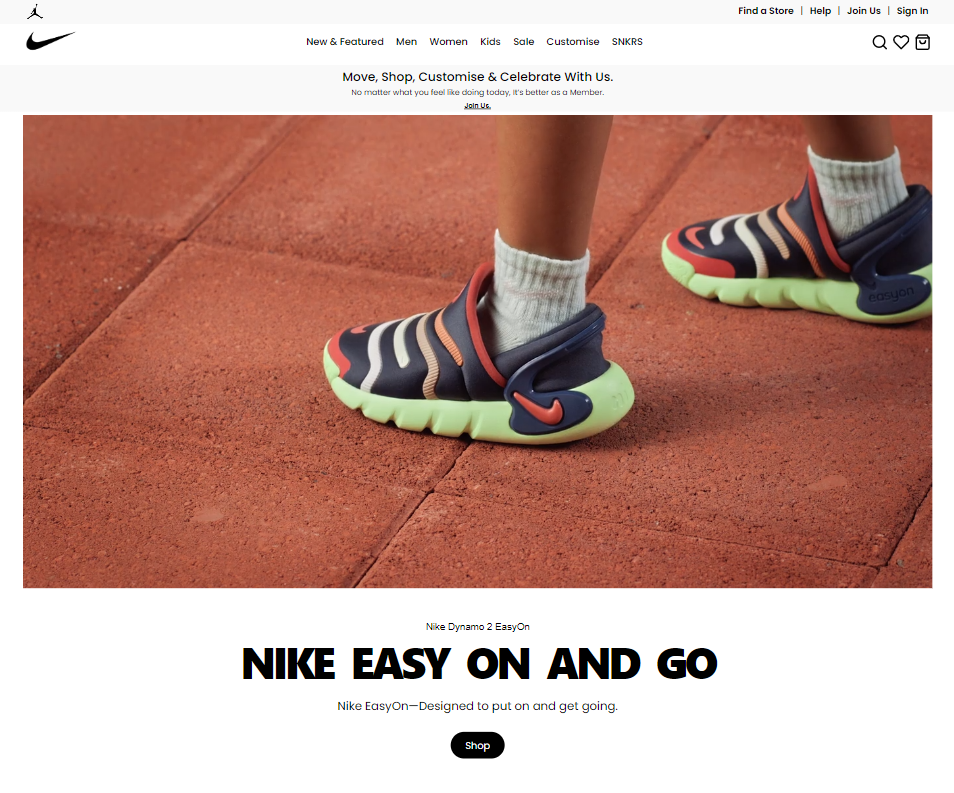 Find a Store | Help | Join Us | Sign In
New & Featured Men Women Kids Sale Customise SNKRS
Move, Shop, Customise & Celebrate With Us.
No matter what you feel like doing today, It's better as a Member.
Join Us.
easyon
Nike Dynamo 2 EasyOn
NIKE EASY ON AND GO
Nike EasyOn—Designed to put on and get going.
Shop